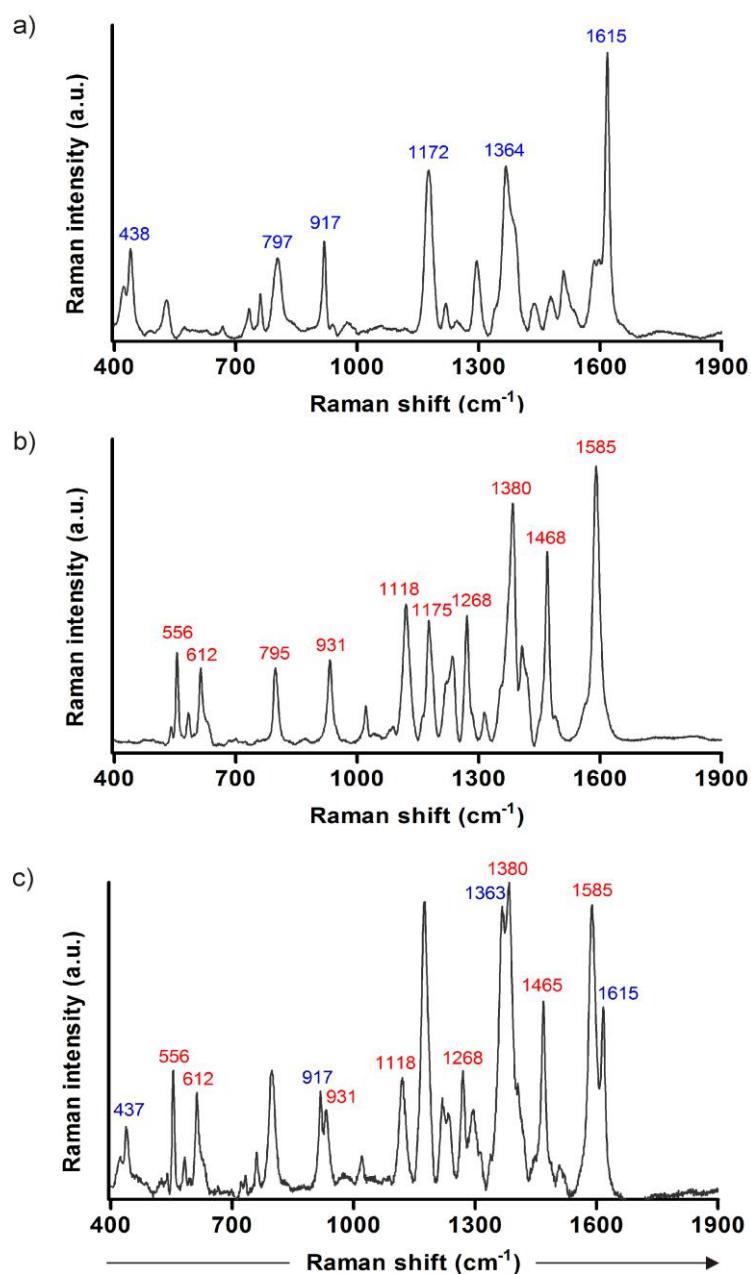 a)
Raman intensity (a.u.)
438
797
917
1172
1364
1615
400 700 1000 1300 1600 1900
Raman shift (cm⁻¹)
b)
Raman intensity (a.u.)
556
612
795
931
1118
1175
1268
1380
1468
1585
400 700 1000 1300 1600 1900
Raman shift (cm⁻¹)
c)
Raman intensity (a.u.)
437
556
612
917
931
1118
1268
1363
1380
1465
1585
1615
400 700 1000 1300 1600 1900
Raman shift (cm⁻¹)